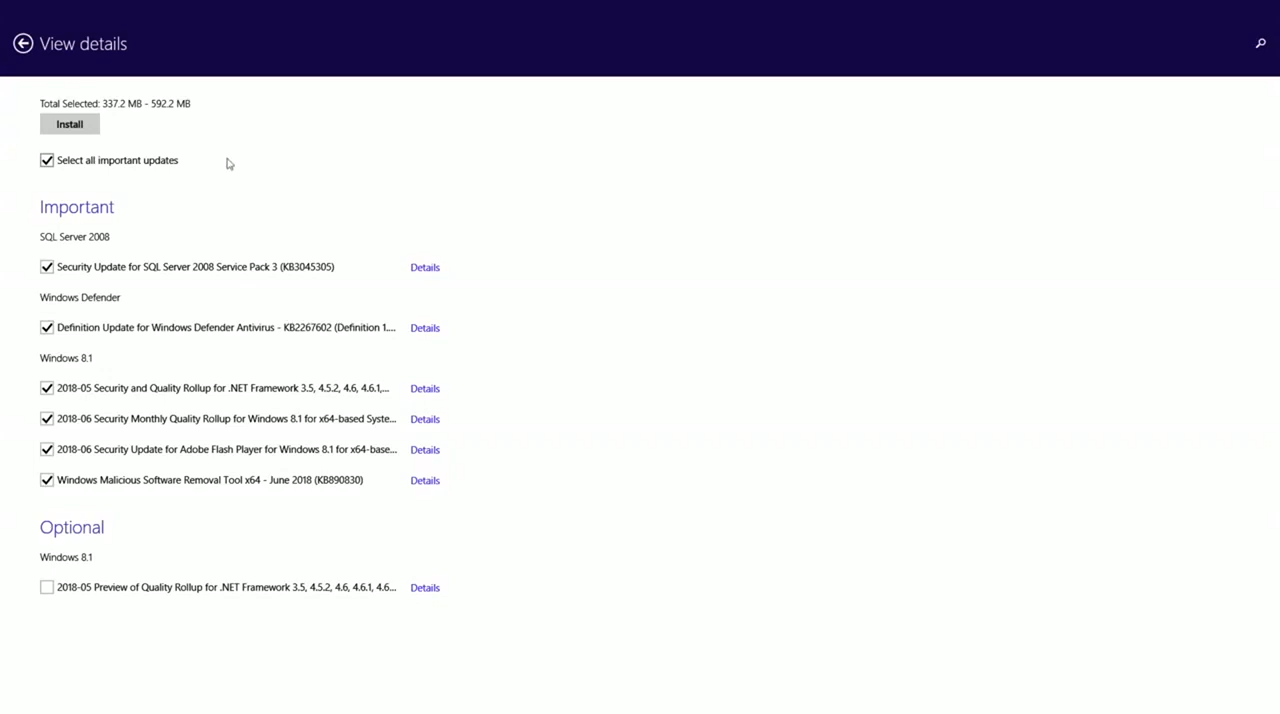 View details
Total Selected: 337.2 MB - 592.2 MB
Install
Select all important updates
Important
SQL Server 2008
Security Update for SQL Server 2008 Service Pack 3 (KB3045305) Details
Windows Defender
Definition Update for Windows Defender Antivirus - KB2267602 (Definition 1.... Details
Windows 8.1
2018-05 Security and Quality Rollup for .NET Framework 3.5, 4.5.2, 4.6, 4.6.1,... Details
2018-06 Security Monthly Quality Rollup for Windows 8.1 for x64-based Syste... Details
2018-06 Security Update for Adobe Flash Player for Windows 8.1 for x64-base... Details
Windows Malicious Software Removal Tool x64 - June 2018 (KB890830) Details
Optional
Windows 8.1
2018-05 Preview of Quality Rollup for .NET Framework 3.5, 4.5.2, 4.6, 4.6.1, 4.6... Details